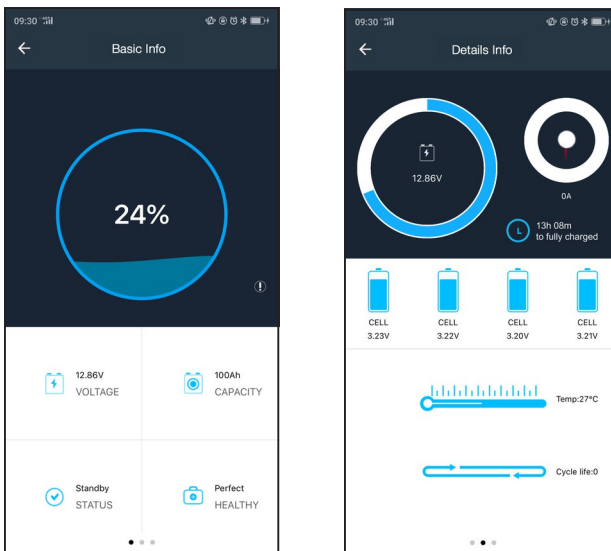 09:30
Basic Info
24%
12.86V
VOLTAGE
100Ah
CAPACITY
Standby
STATUS
Perfect
HEALTHY
09:30
Details Info
12.86V
0A
13h 08m
to fully charged
CELL
3.23V
CELL
3.22V
CELL
3.20V
CELL
3.21V
Temp:27°C
Cycle life:0